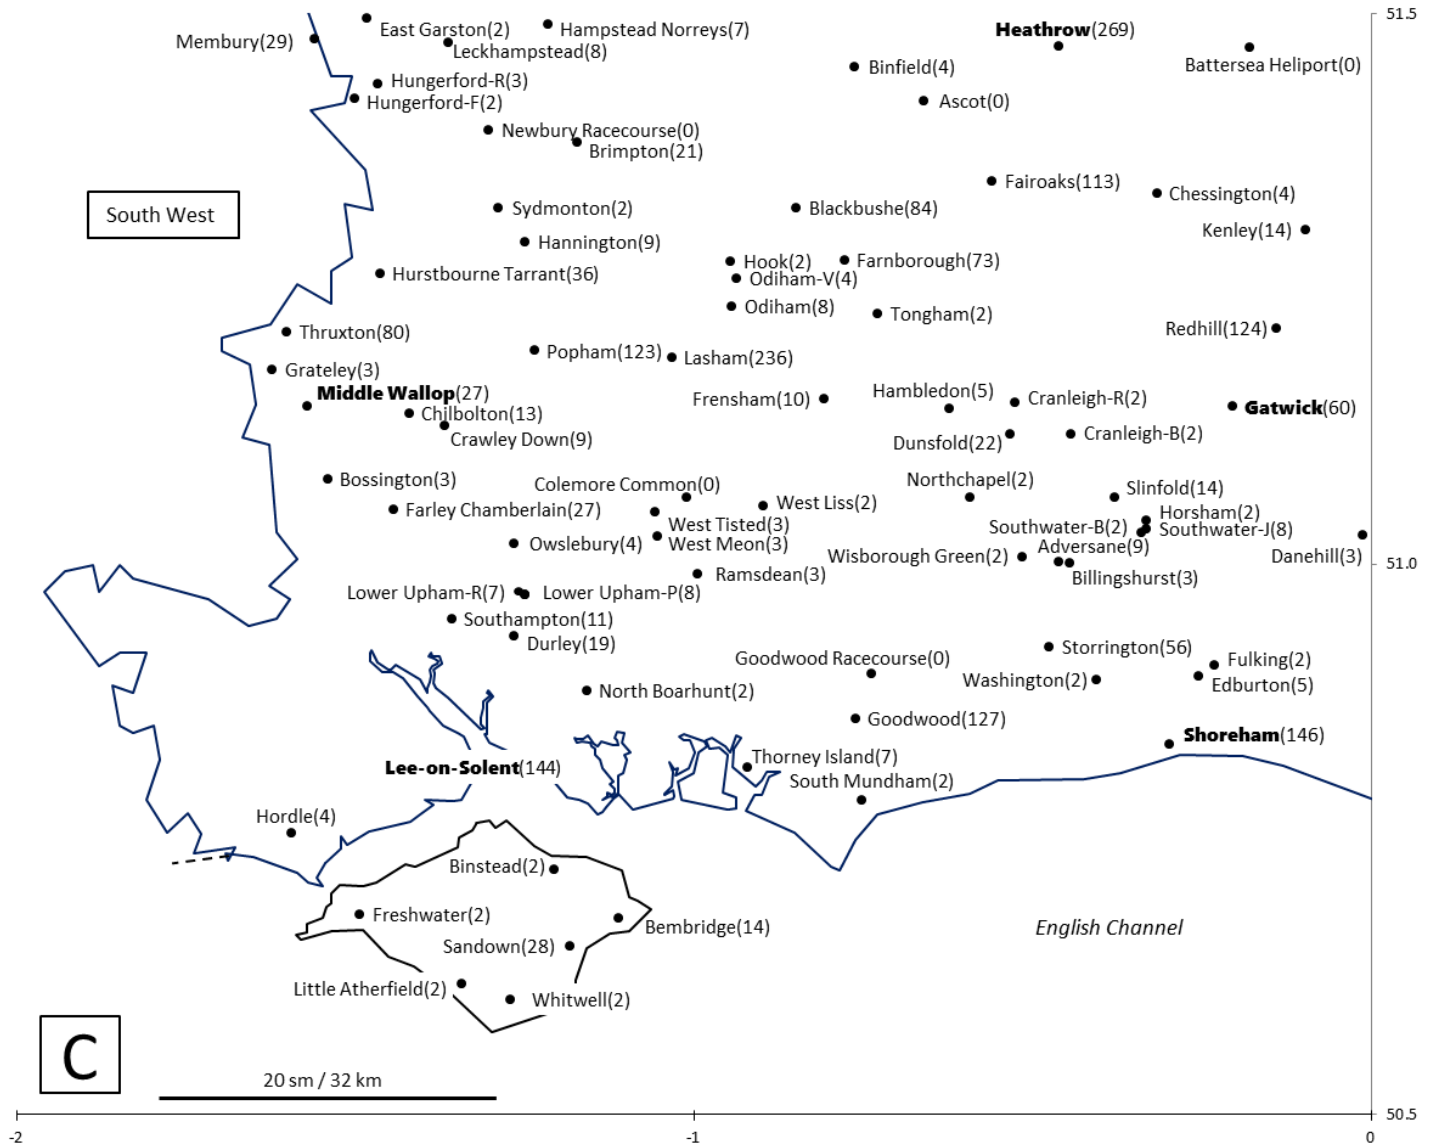 51.5
East Garston(2)
Hampstead Norreys(7)
Heathrow(269)
Membury(29)
Leckhampstead(8)
Binfield(4)
Battersea Heliport(0)
Hungerford-R(3)
Hungerford-F(2)
Ascot(0)
Newbury Racecourse(0)
Brimpton(21)
Fairoaks(113)
Chessington(4)
South West
Sydmonton(2)
Blackbushe(84)
Kenley(14)
Hannington(9)
Hook(2)
Farnborough(73)
Hurstbourne Tarrant(36)
Odiham-V(4)
Odiham(8)
Tongham(2)
Thruxton(80)
Redhill(124)
Popham(123)
Lasham(236)
Grateley(3)
Middle Wallop(27)
Hambledon(5)
Cranleigh-R(2)
Frensham(10)
Gatwick(60)
Chilbolton(13)
Crawley Down(9)
Dunsfold(22)
Cranleigh-B(2)
Bossington(3)
Colemore Common(0)
Northchapel(2)
Slinfold(14)
West Liss(2)
Farley Chamberlain(27)
Horsham(2)
West Tisted(3)
Southwater-B(2)
Southwater-J(8)
Owslebury(4)
West Meon(3)
Adversane(9)
Wisborough Green(2)
Danehill(3)
51.0
Ramsdean(3)
Billingshurst(3)
Lower Upham-R(7)
Lower Upham-P(8)
Southampton(11)
Durley(19)
Storrington(56)
Goodwood Racecourse(0)
Fulking(2)
Washington(2)
Edburton(5)
North Boarhunt(2)
Goodwood(127)
Shoreham(146)
Thorney Island(7)
Lee-on-Solent(144)
South Mundham(2)
Hordle(4)
Binstead(2)
Freshwater(2)
Bembridge(14)
English Channel
Sandown(28)
Little Atherfield(2)
Whitwell(2)
C
20 sm / 32 km
50.5
-2
-1
0